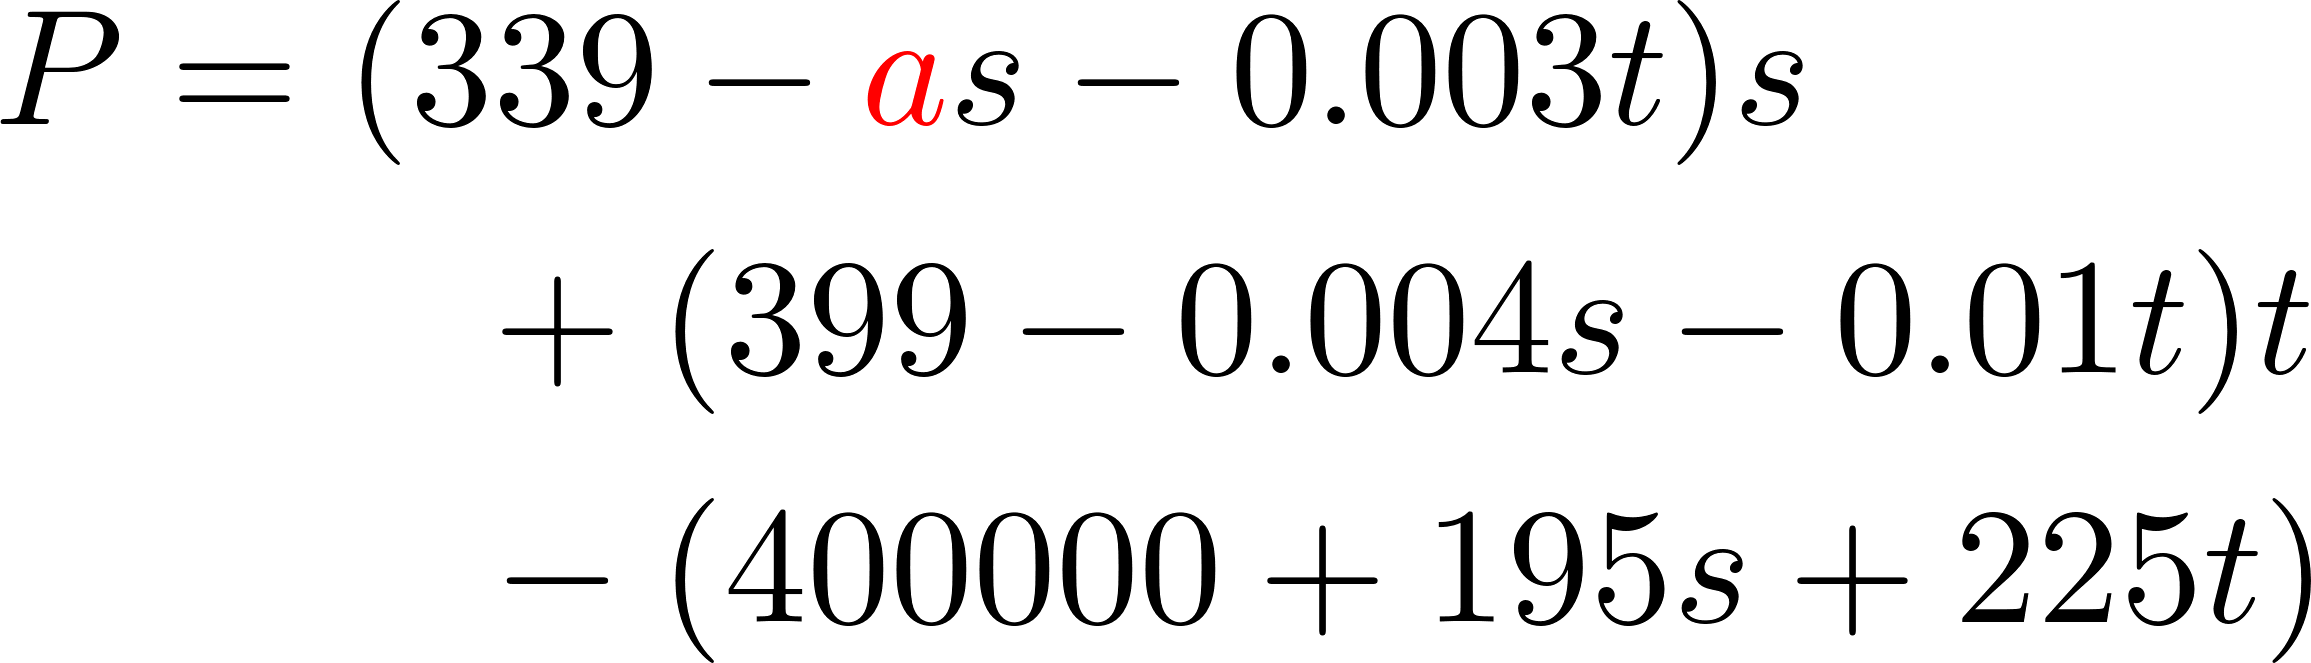 P = (339 − as − 0.003t)s
+ (399 − 0.004s − 0.01t)t
− (400000 + 195s + 225t)